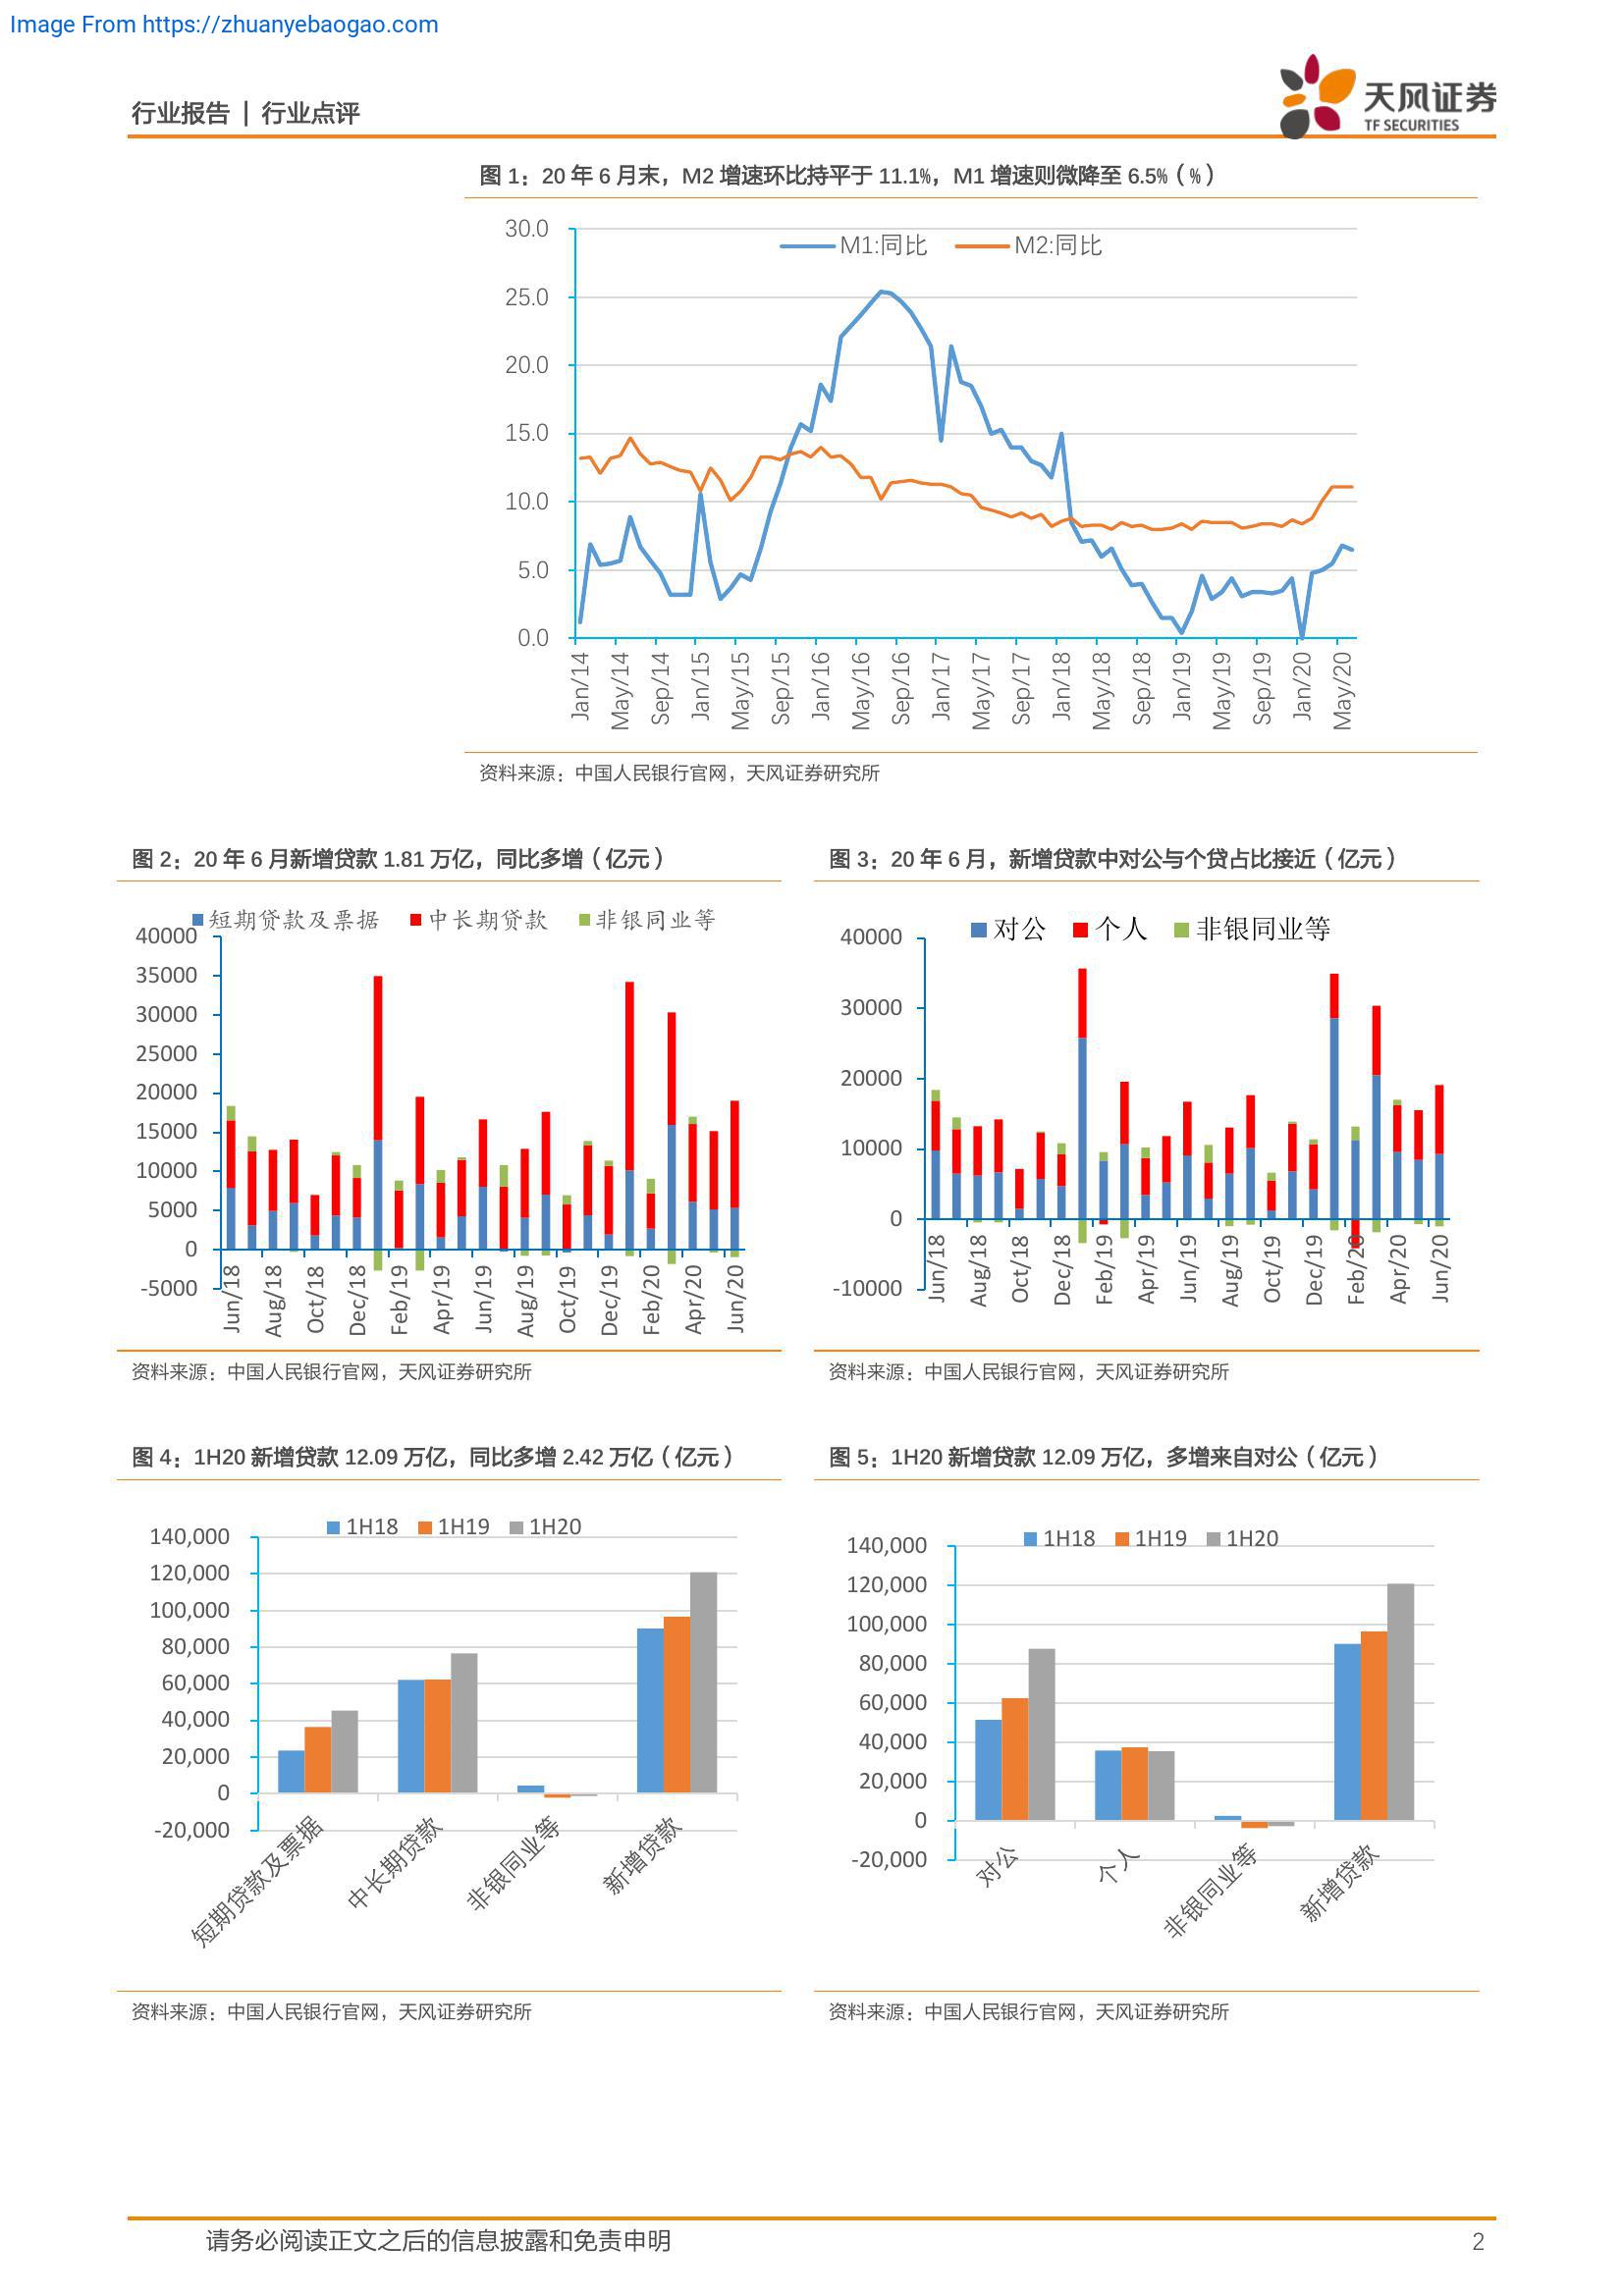 Image From https://zhuanyebaogao.com
行业报告 | 行业点评
天风证券
TF SECURITIES
图 1：20 年 6 月末，M2 增速环比持平于 11.1%，M1 增速则微降至 6.5%（%）
M1:同比 M2:同比
30.0
25.0
20.0
15.0
10.0
5.0
0.0
Jan/14 May/14 Sep/14 Jan/15 May/15 Sep/15 Jan/16 May/16 Sep/16 Jan/17 May/17 Sep/17 Jan/18 May/18 Sep/18 Jan/19 May/19 Sep/19 Jan/20 May/20
资料来源：中国人民银行官网，天风证券研究所
图 2：20 年 6 月新增贷款 1.81 万亿，同比多增（亿元）
短期贷款及票据 中长期贷款 非银同业等
40000
35000
30000
25000
20000
15000
10000
5000
0
-5000
Jun/18 Aug/18 Oct/18 Dec/18 Feb/19 Apr/19 Jun/19 Aug/19 Oct/19 Dec/19 Feb/20 Apr/20 Jun/20
资料来源：中国人民银行官网，天风证券研究所
图 3：20 年 6 月，新增贷款中对公与个贷占比接近（亿元）
对公 个人 非银同业等
40000
30000
20000
10000
0
-10000
Jun/18 Aug/18 Oct/18 Dec/18 Feb/19 Apr/19 Jun/19 Aug/19 Oct/19 Dec/19 Feb/20 Apr/20 Jun/20
资料来源：中国人民银行官网，天风证券研究所
图 4：1H20 新增贷款 12.09 万亿，同比多增 2.42 万亿（亿元）
1H18 1H19 1H20
140,000
120,000
100,000
80,000
60,000
40,000
20,000
0
-20,000
短期贷款及票据 中长期贷款 非银同业等 新增贷款
资料来源：中国人民银行官网，天风证券研究所
图 5：1H20 新增贷款 12.09 万亿，多增来自对公（亿元）
1H18 1H19 1H20
140,000
120,000
100,000
80,000
60,000
40,000
20,000
0
-20,000
对公 个人 非银同业等 新增贷款
资料来源：中国人民银行官网，天风证券研究所
请务必阅读正文之后的信息披露和免责申明 2